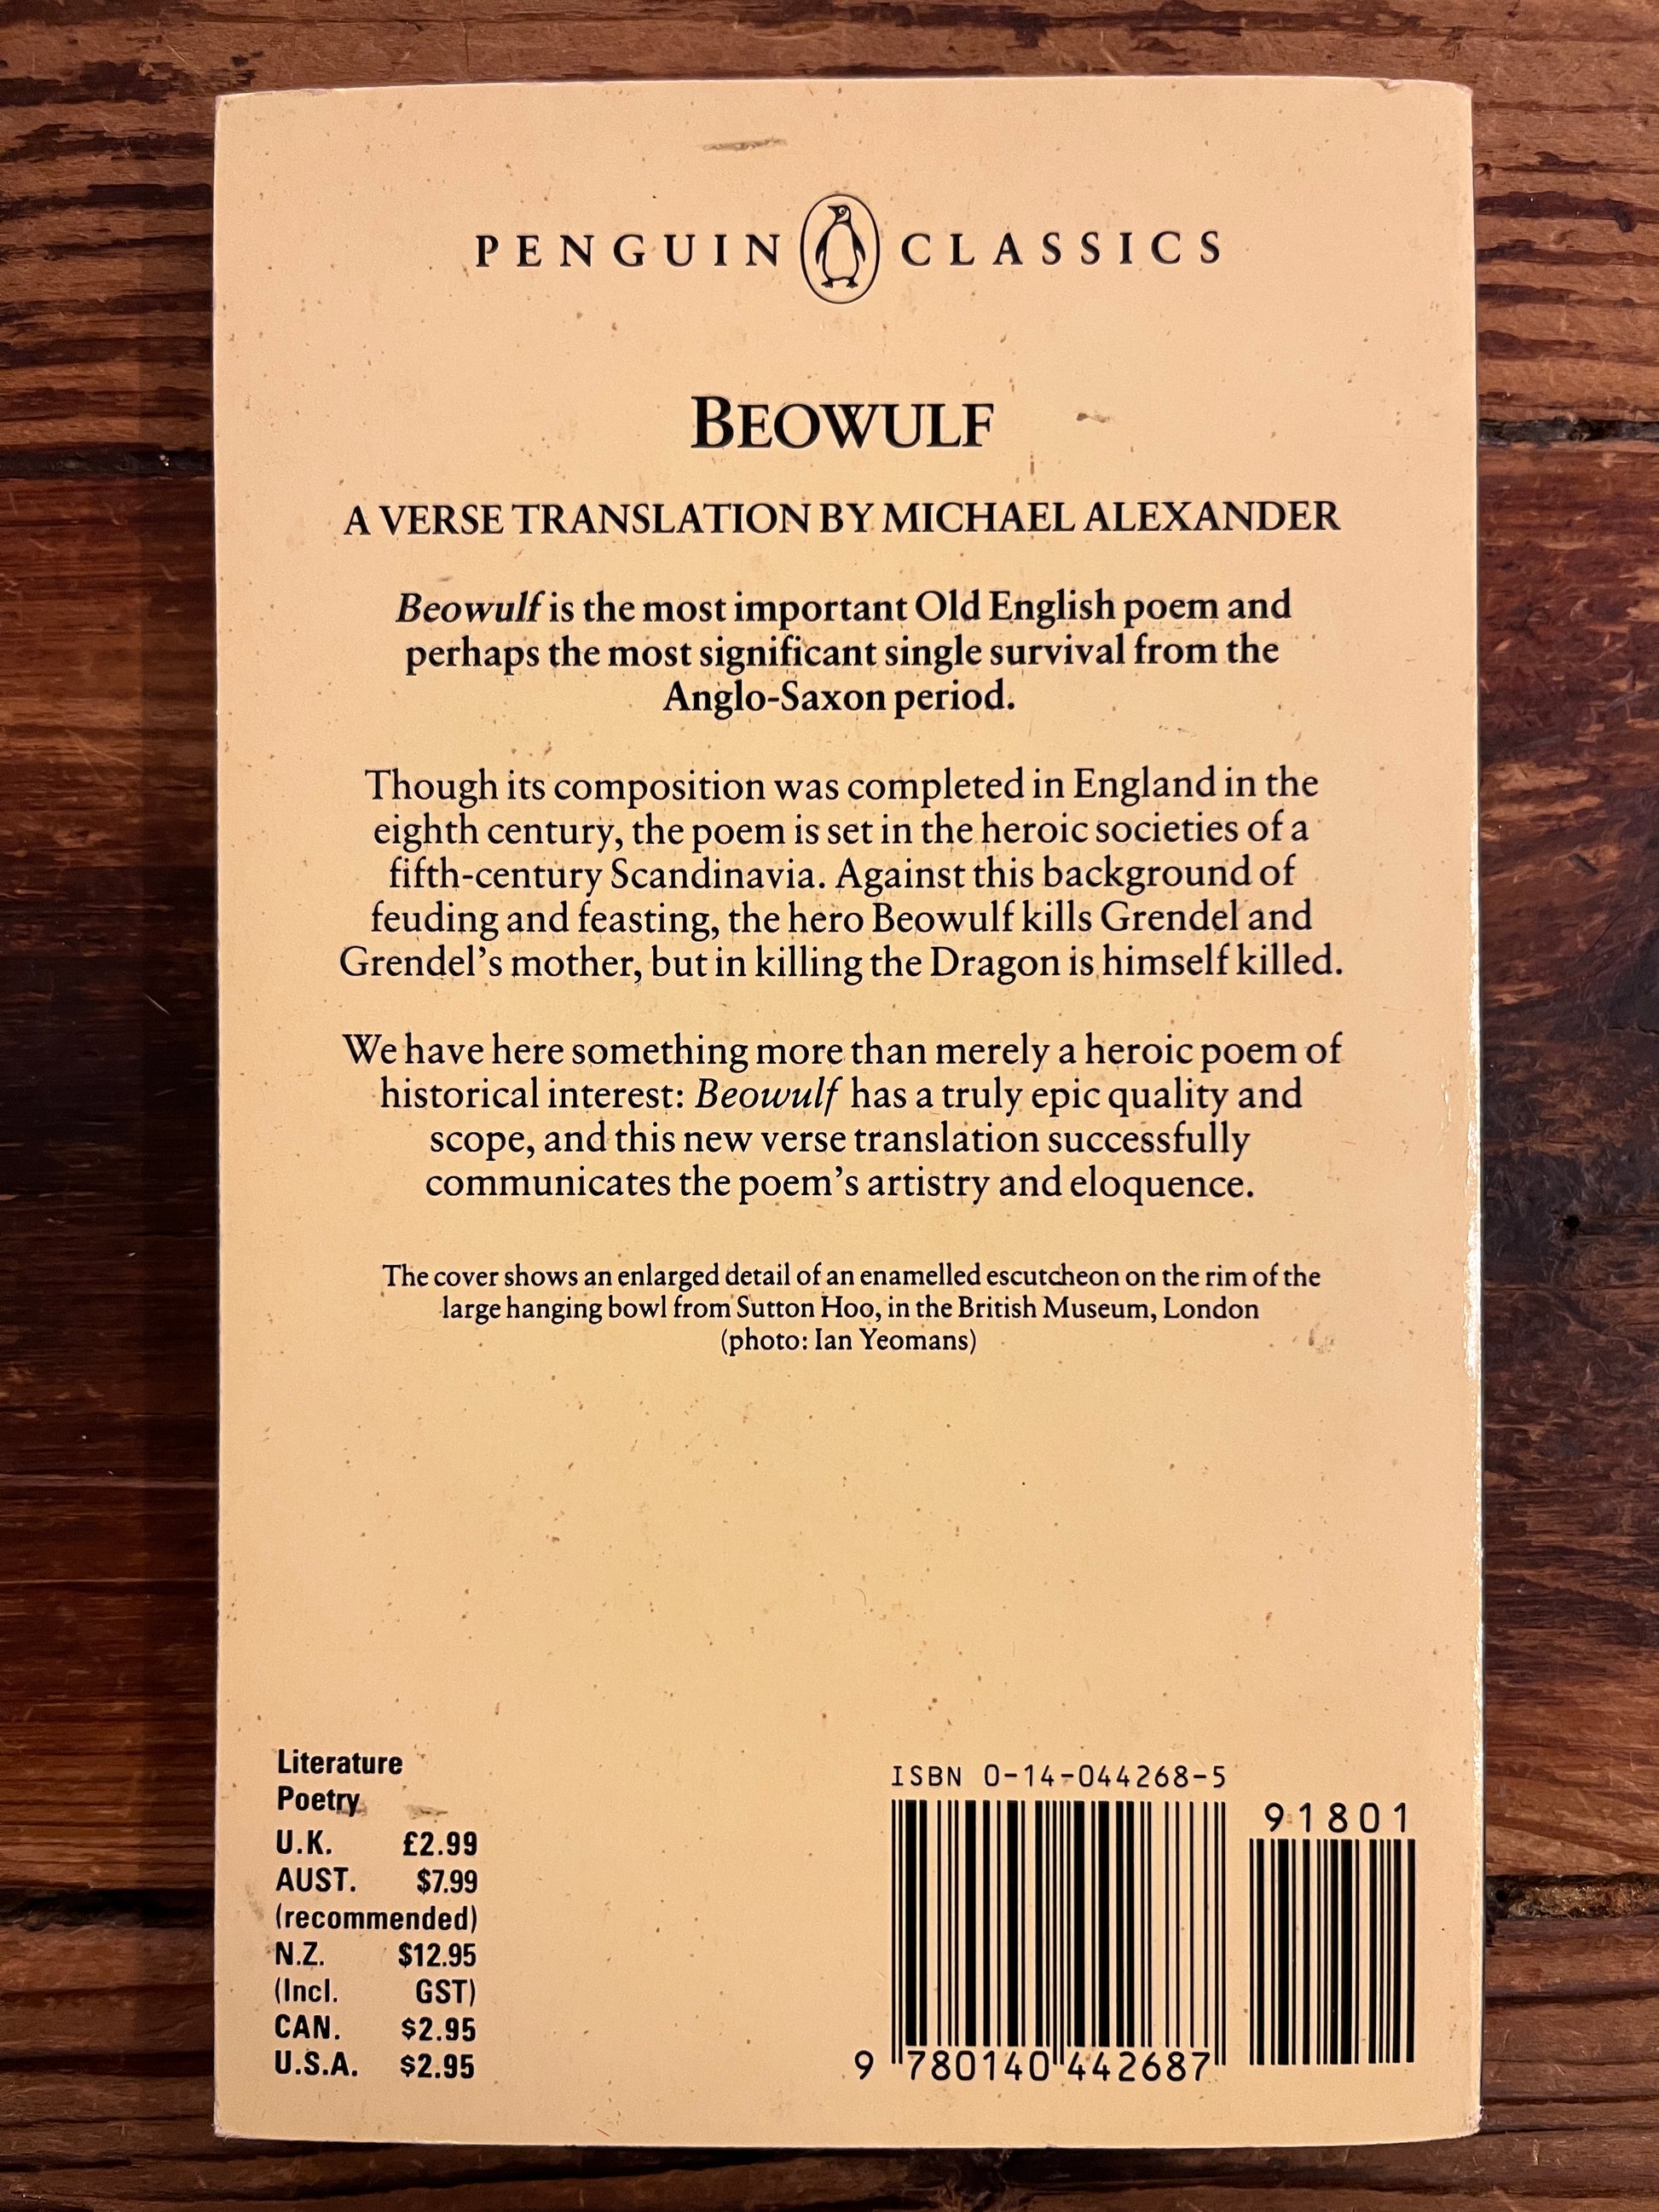 PENGUIN CLASSICS
BEOWULF
A VERSE TRANSLATION BY MICHAEL ALEXANDER
Beowulf is the most important Old English poem and
perhaps the most significant single survival from the
Anglo-Saxon period.
Though its composition was completed in England in the
eighth century, the poem is set in the heroic societies of a
fifth-century Scandinavia. Against this background of
feuding and feasting, the hero Beowulf kills Grendel and
Grendel's mother, but in killing the Dragon is himself killed.
We have here something more than merely a heroic poem of
historical interest: Beowulf has a truly epic quality and
scope, and this new verse translation successfully
communicates the poem's artistry and eloquence.
The cover shows an enlarged detail of an enamelled escutcheon on the rim of the
large hanging bowl from Sutton Hoo, in the British Museum, London
(photo: Ian Yeomans)
Literature
Poetry
U.K. £2.99
AUST. $7.99
(recommended)
N.Z. $12.95
(Incl. GST)
CAN. $2.95
U.S.A. $2.95
ISBN 0-14-044268-5
91801
9 780140 442687